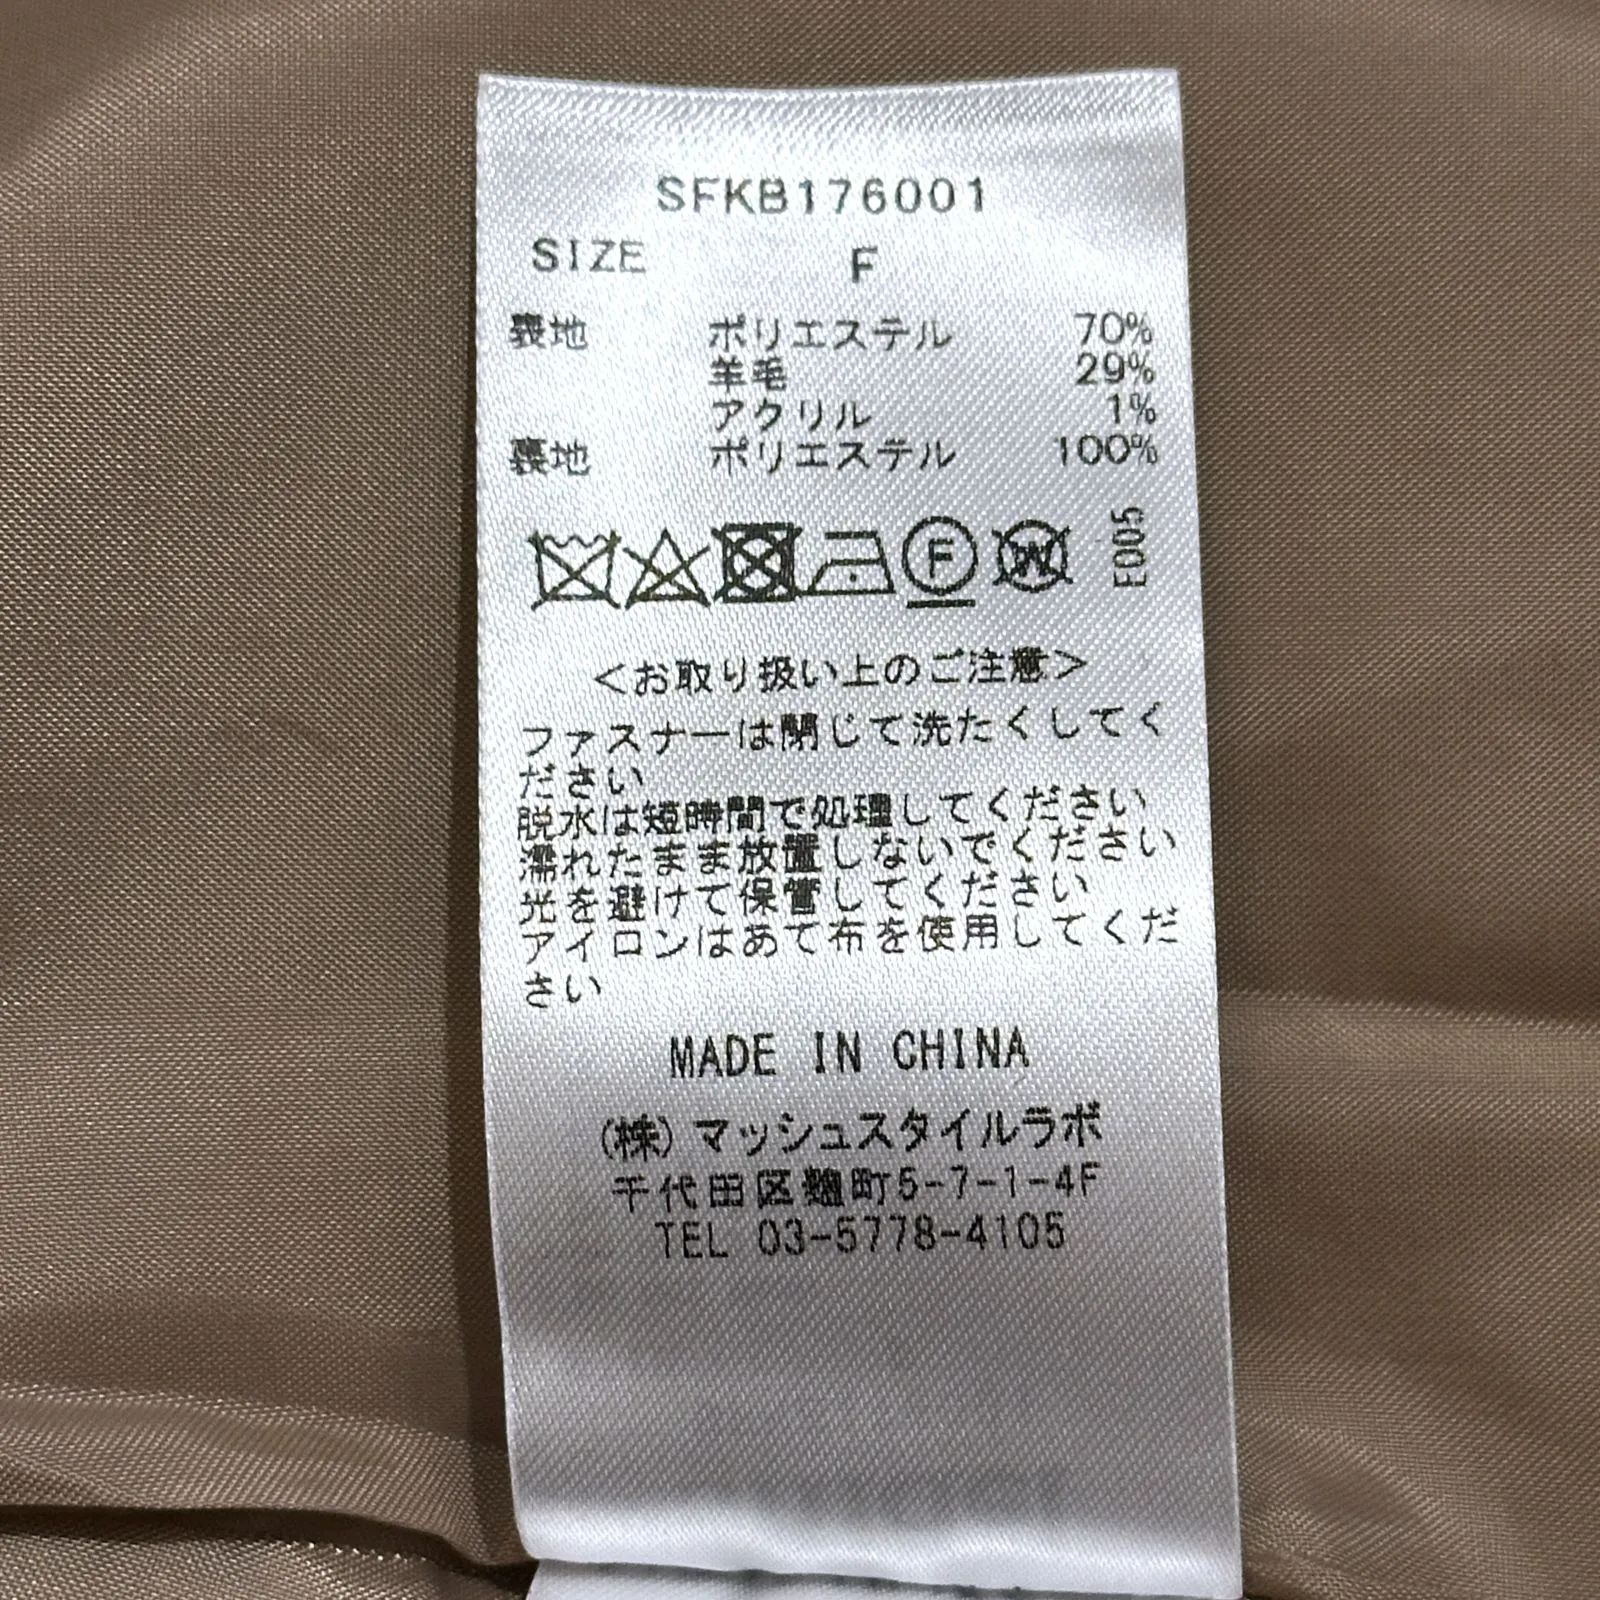 SFKB176001
SIZE F
表地 ポリエステル 70%
羊毛 29%
アクリル 1%
裏地 ポリエステル 100%
F W E005
<お取り扱い上のご注意>
ファスナーは閉じて洗たくしてく
ださい
脱水は短時間で処理してください
濡れたまま放置しないでください
光を避けて保管してください
アイロンはあて布を使用してくだ
さい
MADE IN CHINA
(株)マッシュスタイルラボ
千代田区麹町5-7-1-4F
TEL 03-5778-4105